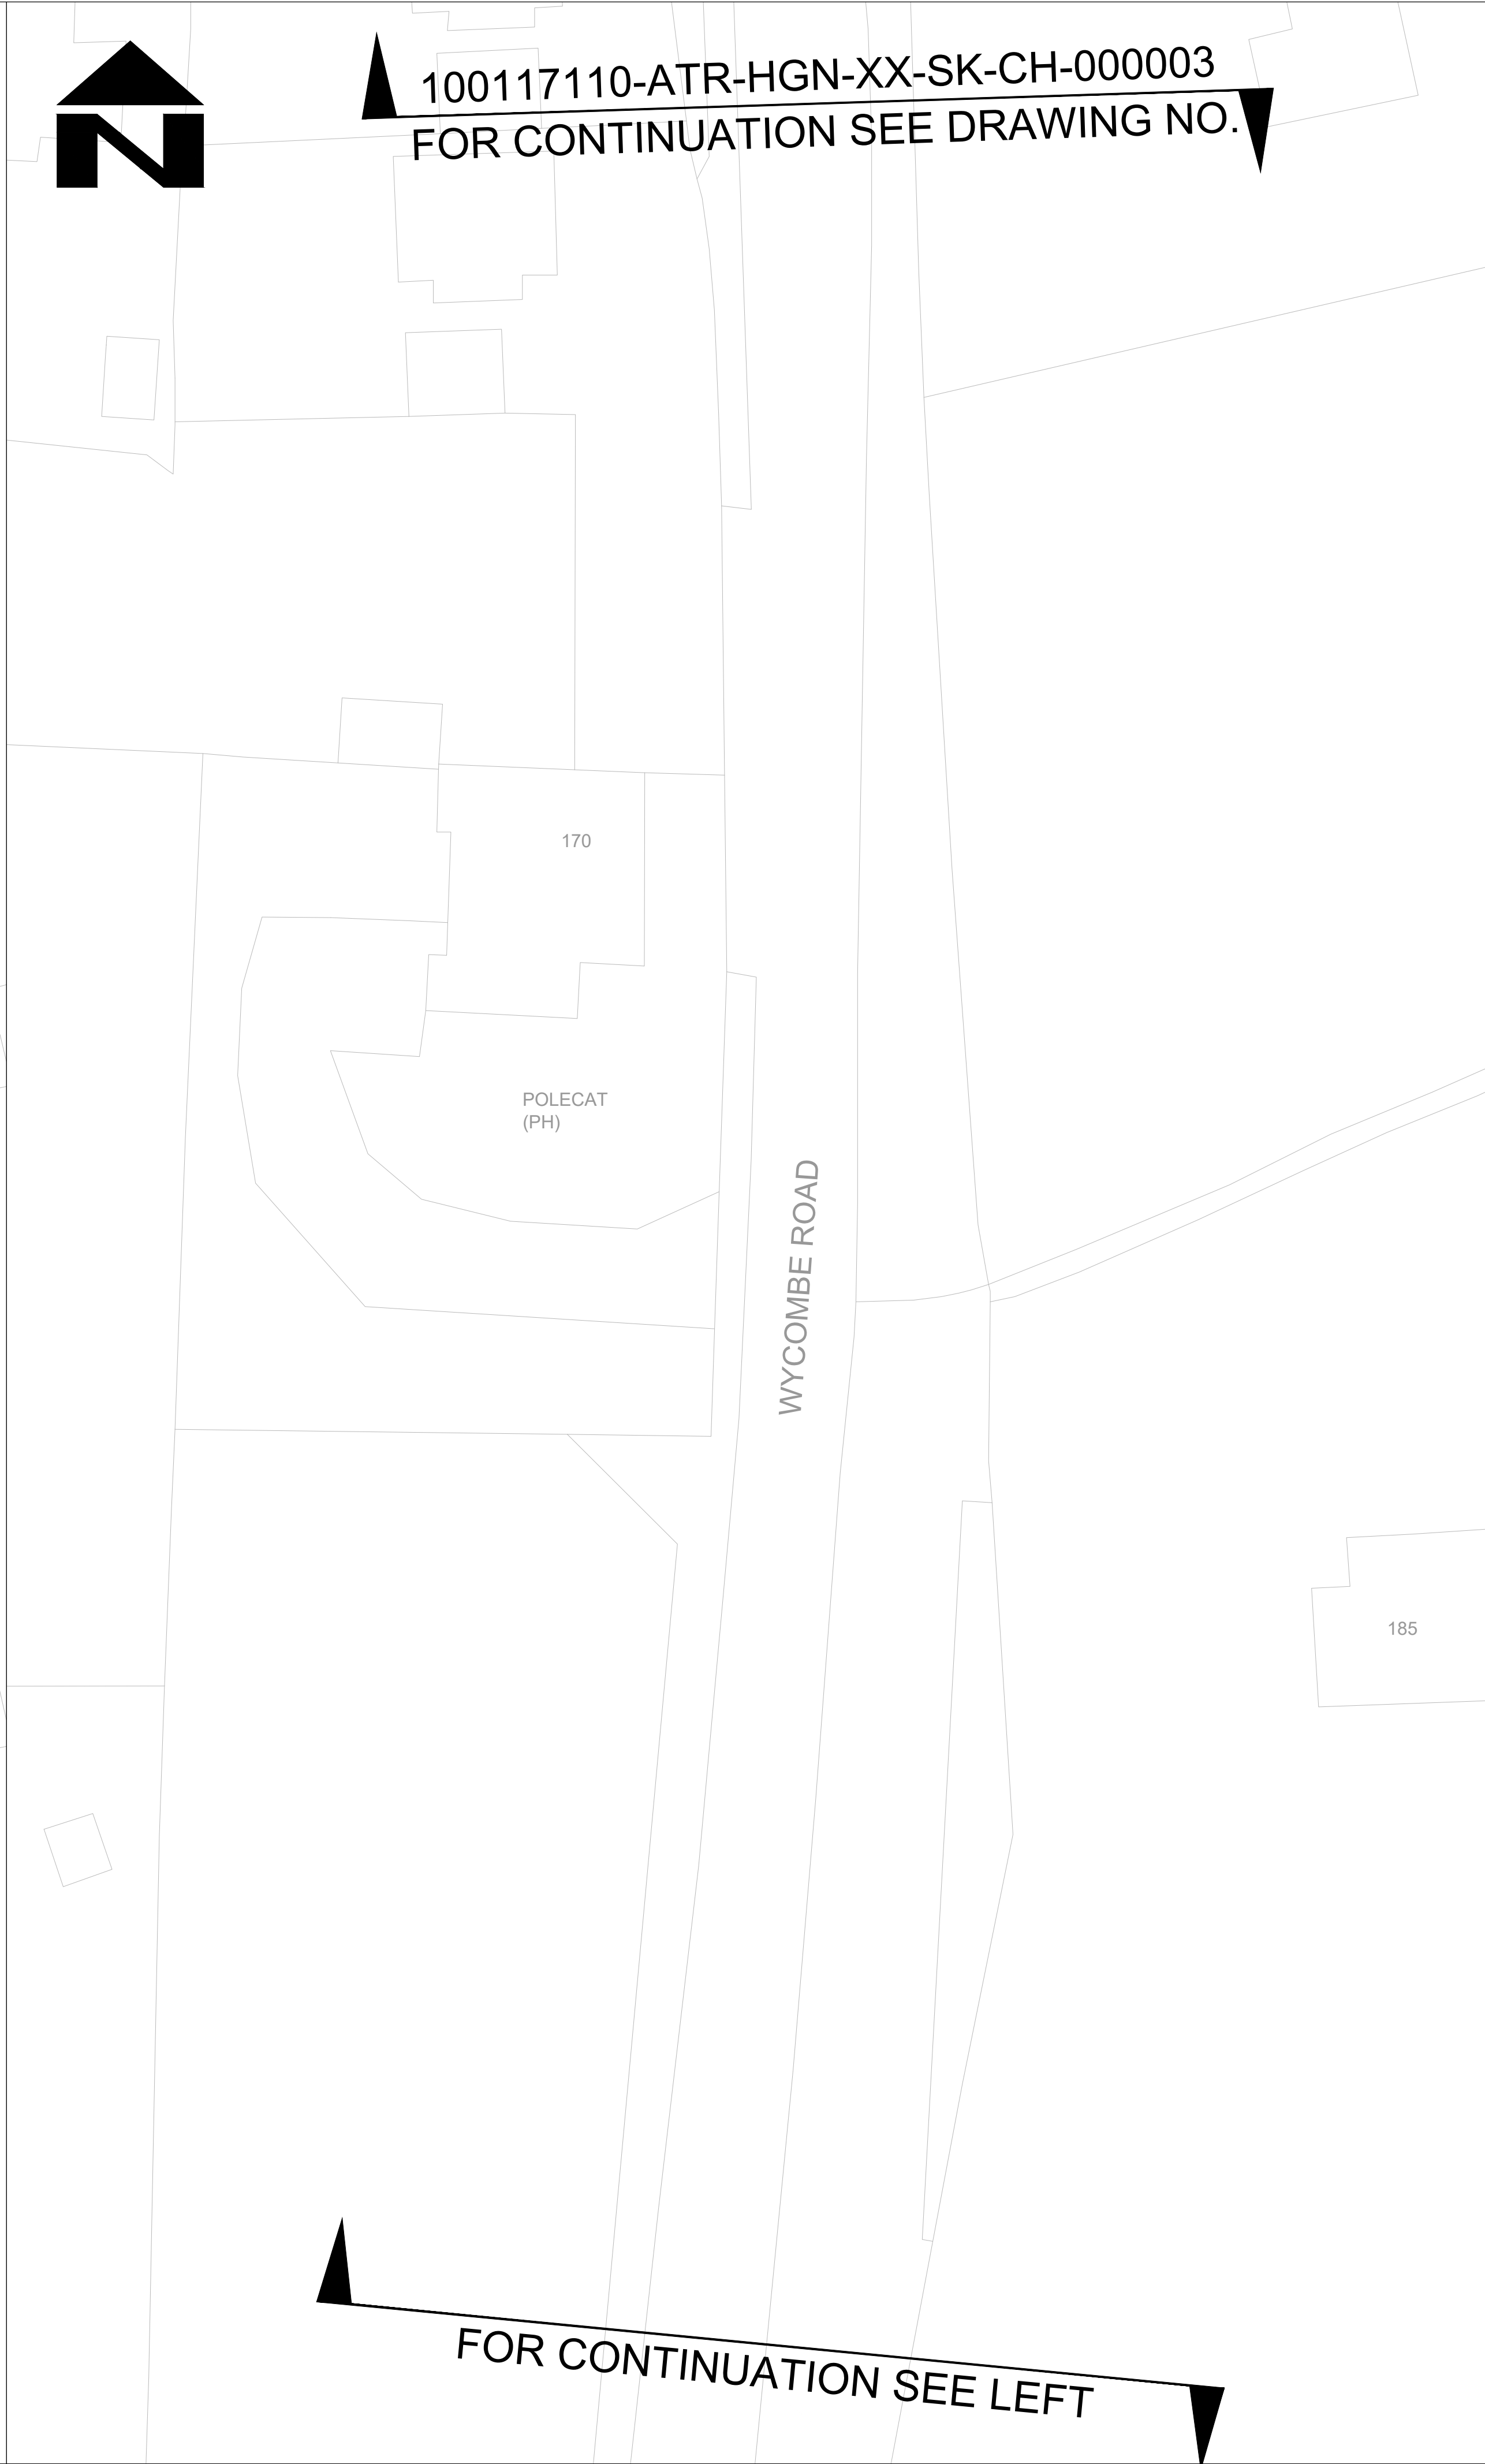 100117110-ATR-HGN-XX-SK-CH-000003
FOR CONTINUATION SEE DRAWING NO.
N
170
POLECAT
(PH)
WYCOMBE ROAD
185
FOR CONTINUATION SEE LEFT